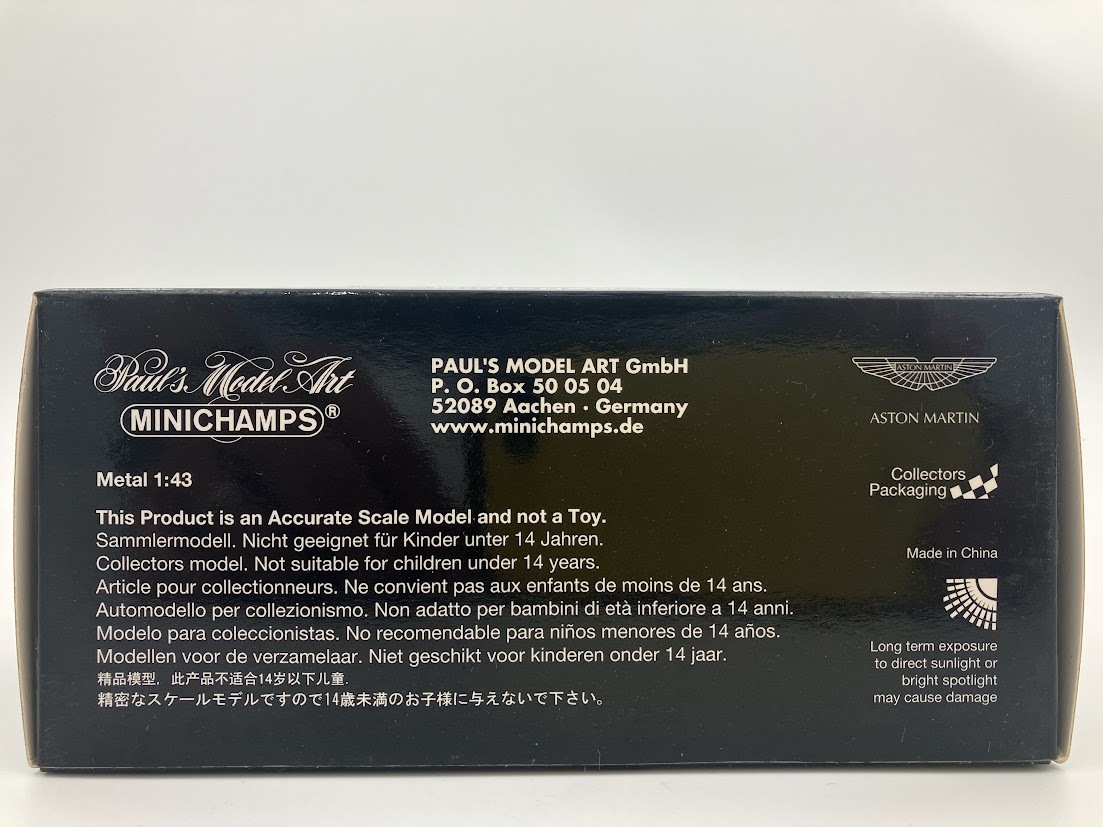 Paul's Model Art
MINICHAMPS®
PAUL'S MODEL ART GmbH
P. O. Box 50 05 04
52089 Aachen · Germany
www.minichamps.de
ASTON MARTIN
ASTON MARTIN
Collectors
Packaging
Made in China
Long term exposure
to direct sunlight or
bright spotlight
may cause damage
Metal 1:43
This Product is an Accurate Scale Model and not a Toy.
Sammlermodell. Nicht geeignet für Kinder unter 14 Jahren.
Collectors model. Not suitable for children under 14 years.
Article pour collectionneurs. Ne convient pas aux enfants de moins de 14 ans.
Automodello per collezionismo. Non adatto per bambini di età inferiore a 14 anni.
Modelo para coleccionistas. No recomendable para niños menores de 14 años.
Modellen voor de verzamelaar. Niet geschikt voor kinderen onder 14 jaar.
精品模型，此产品不适合14岁以下儿童.
精密なスケールモデルですので14歳未満のお子様に与えないで下さい。